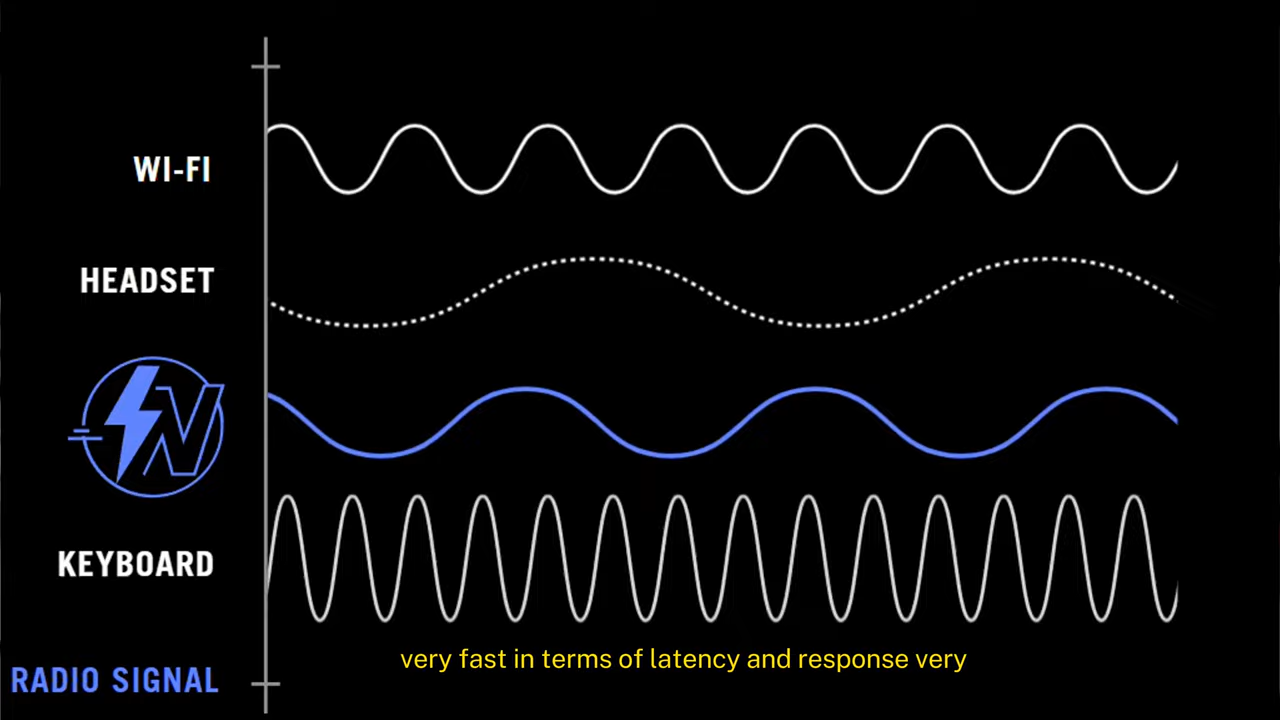 WI-FI
HEADSET
N
KEYBOARD
very fast in terms of latency and response very
RADIO SIGNAL